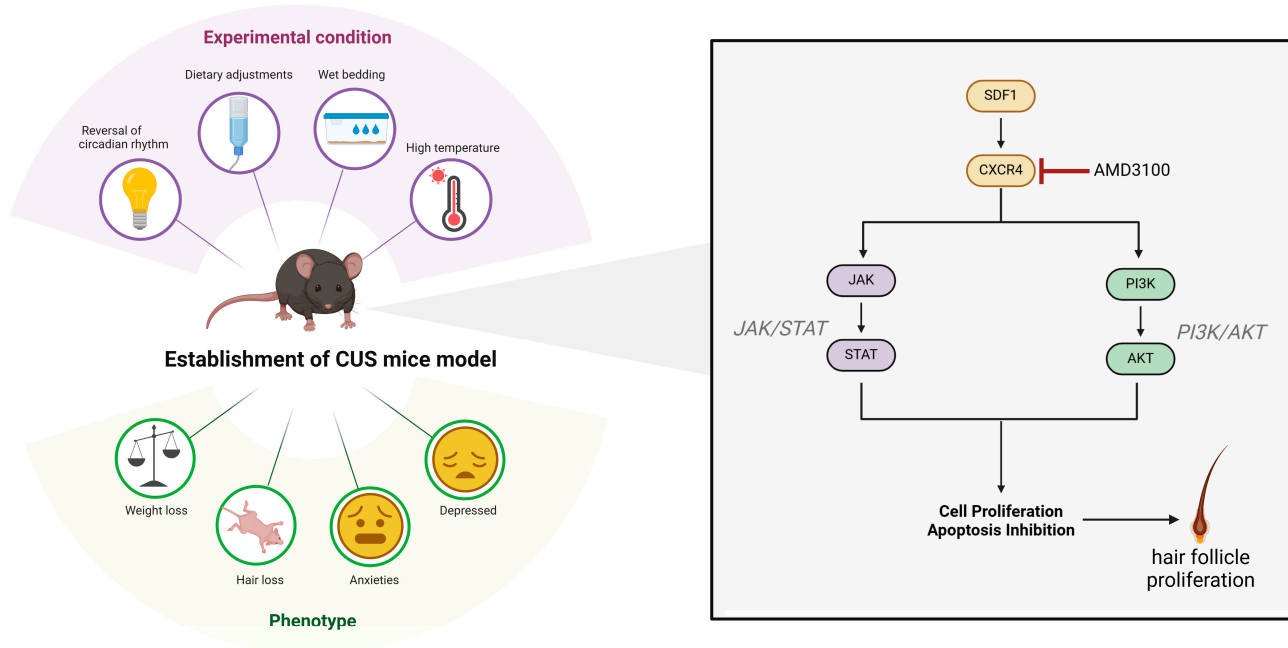 Experimental condition
Dietary adjustments
Wet bedding
Reversal of
circadian rhythm
High temperature
Establishment of CUS mice model
Weight loss
Hair loss
Anxieties
Depressed
Phenotype
SDF1
CXCR4
AMD3100
JAK
PI3K
JAK/STAT
PI3K/AKT
STAT
AKT
Cell Proliferation
Apoptosis Inhibition
hair follicle
proliferation